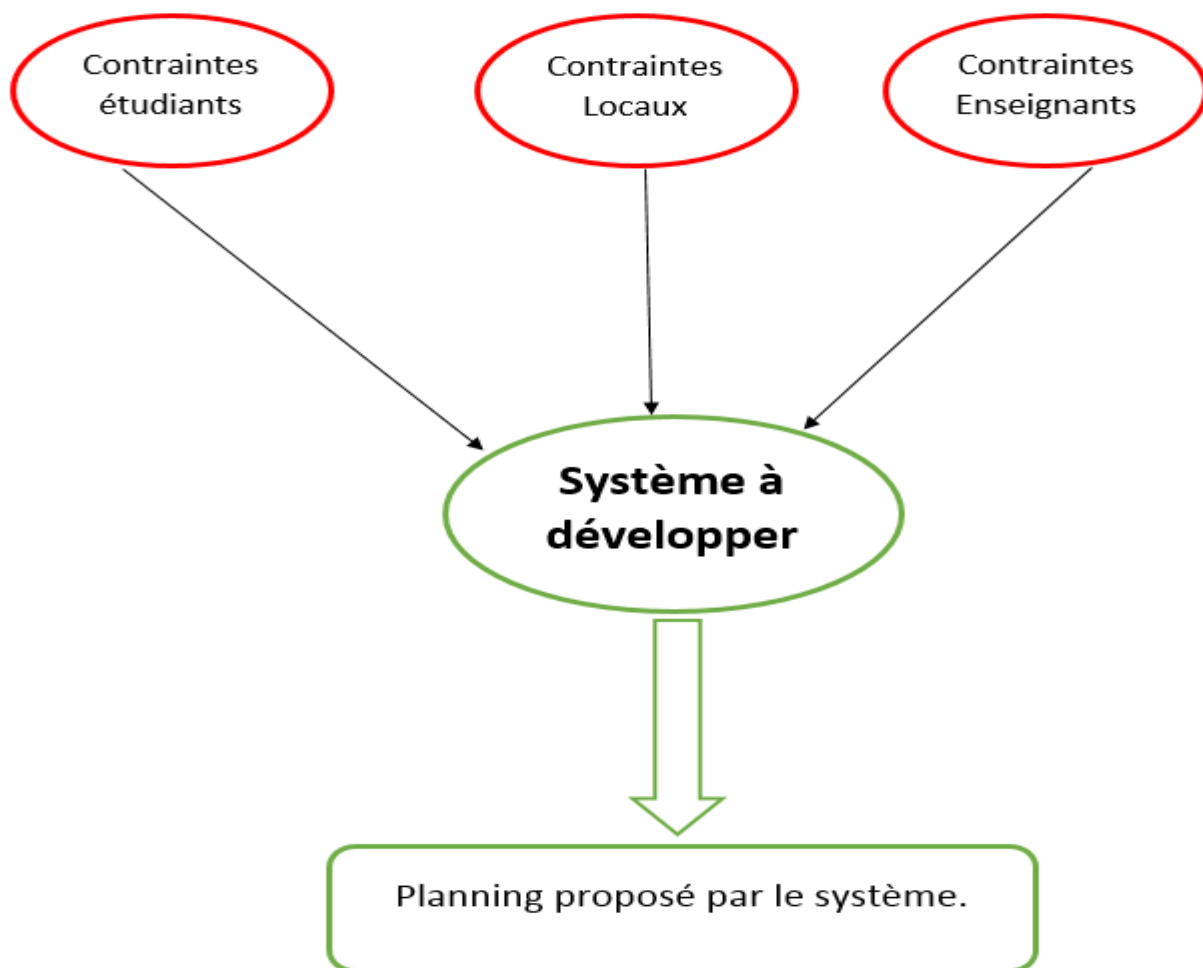 Contraintes
étudiants
Contraintes
Locaux
Contraintes
Enseignants
Système à
développer
Planning proposé par le système.